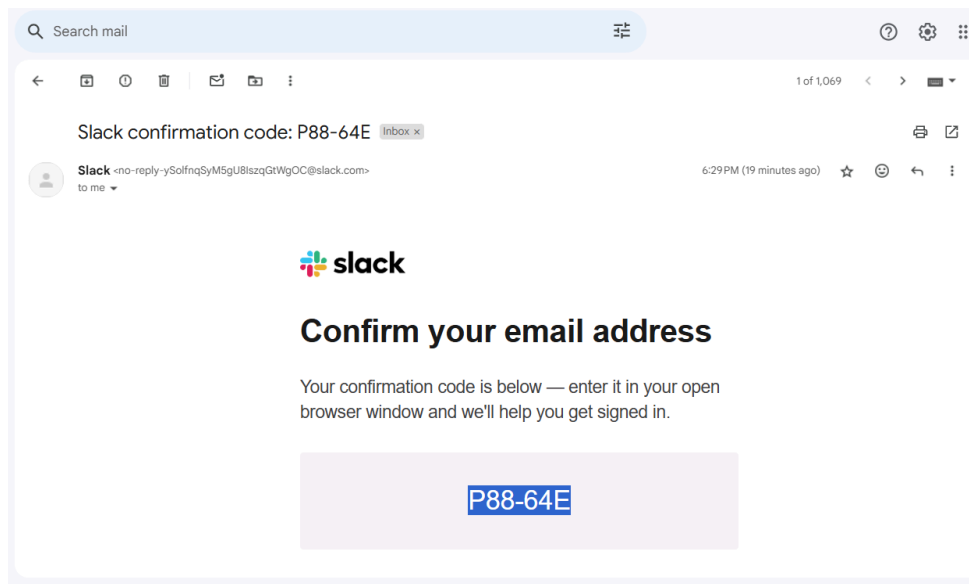 Search mail
1 of 1,069
Slack confirmation code: P88-64E Inbox ×
Slack <no-reply-ySolfnqSyM5gU8IszqGtWgOC@slack.com> 6:29 PM (19 minutes ago)
to me
slack
Confirm your email address
Your confirmation code is below — enter it in your open
browser window and we'll help you get signed in.
P88-64E